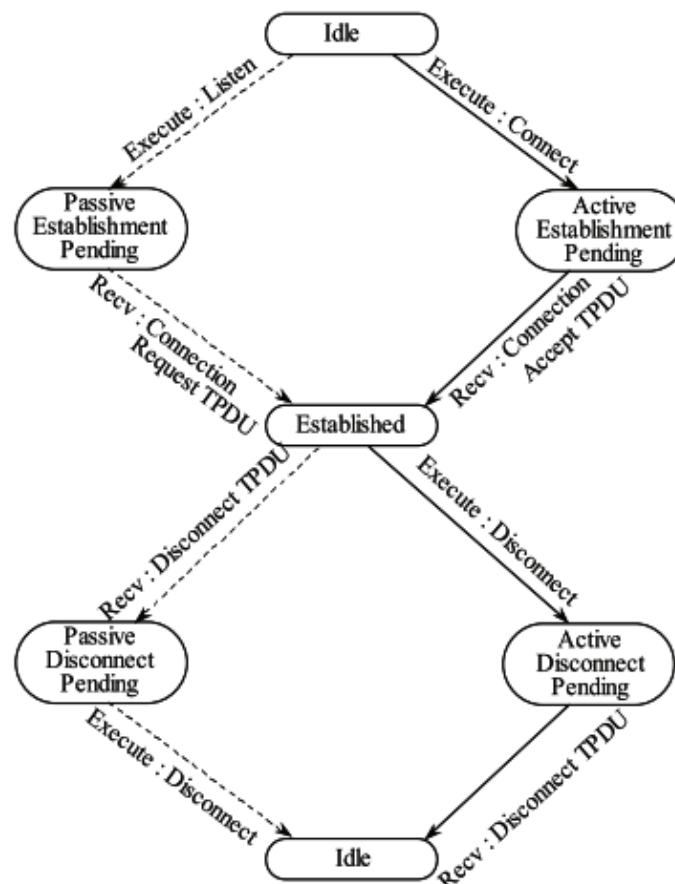 Idle
Execute : Listen
Execute : Connect
Passive
Establishment
Pending
Active
Establishment
Pending
Recv : Connection
Request TPDU
Recv : Connection
Accept TPDU
Established
Recv : Disconnect TPDU
Execute : Disconnect
Passive
Disconnect
Pending
Active
Disconnect
Pending
Execute : Disconnect
Recv : Disconnect TPDU
Idle